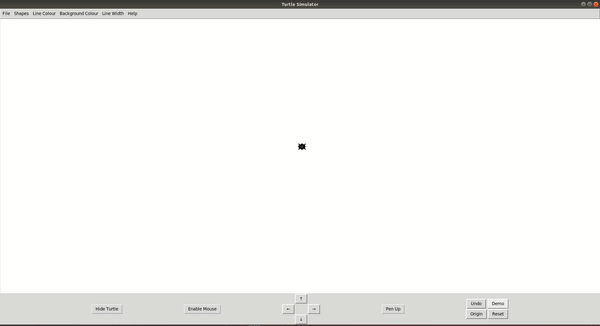 Turtle Simulator
File Shapes Line Colour Background Colour Line Width Help
↑
Undo Demo
Hide Turtle Enable Mouse ← → Pen Up
Origin Reset
↓